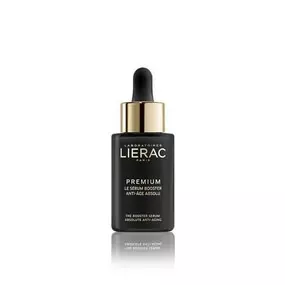 LABORATOIRES
LIERAC
PARIS
PREMIUM
LE SÉRUM BOOSTER
ANTI-ÂGE ABSOLU
THE BOOSTER SERUM
ABSOLUTE ANTI-AGING